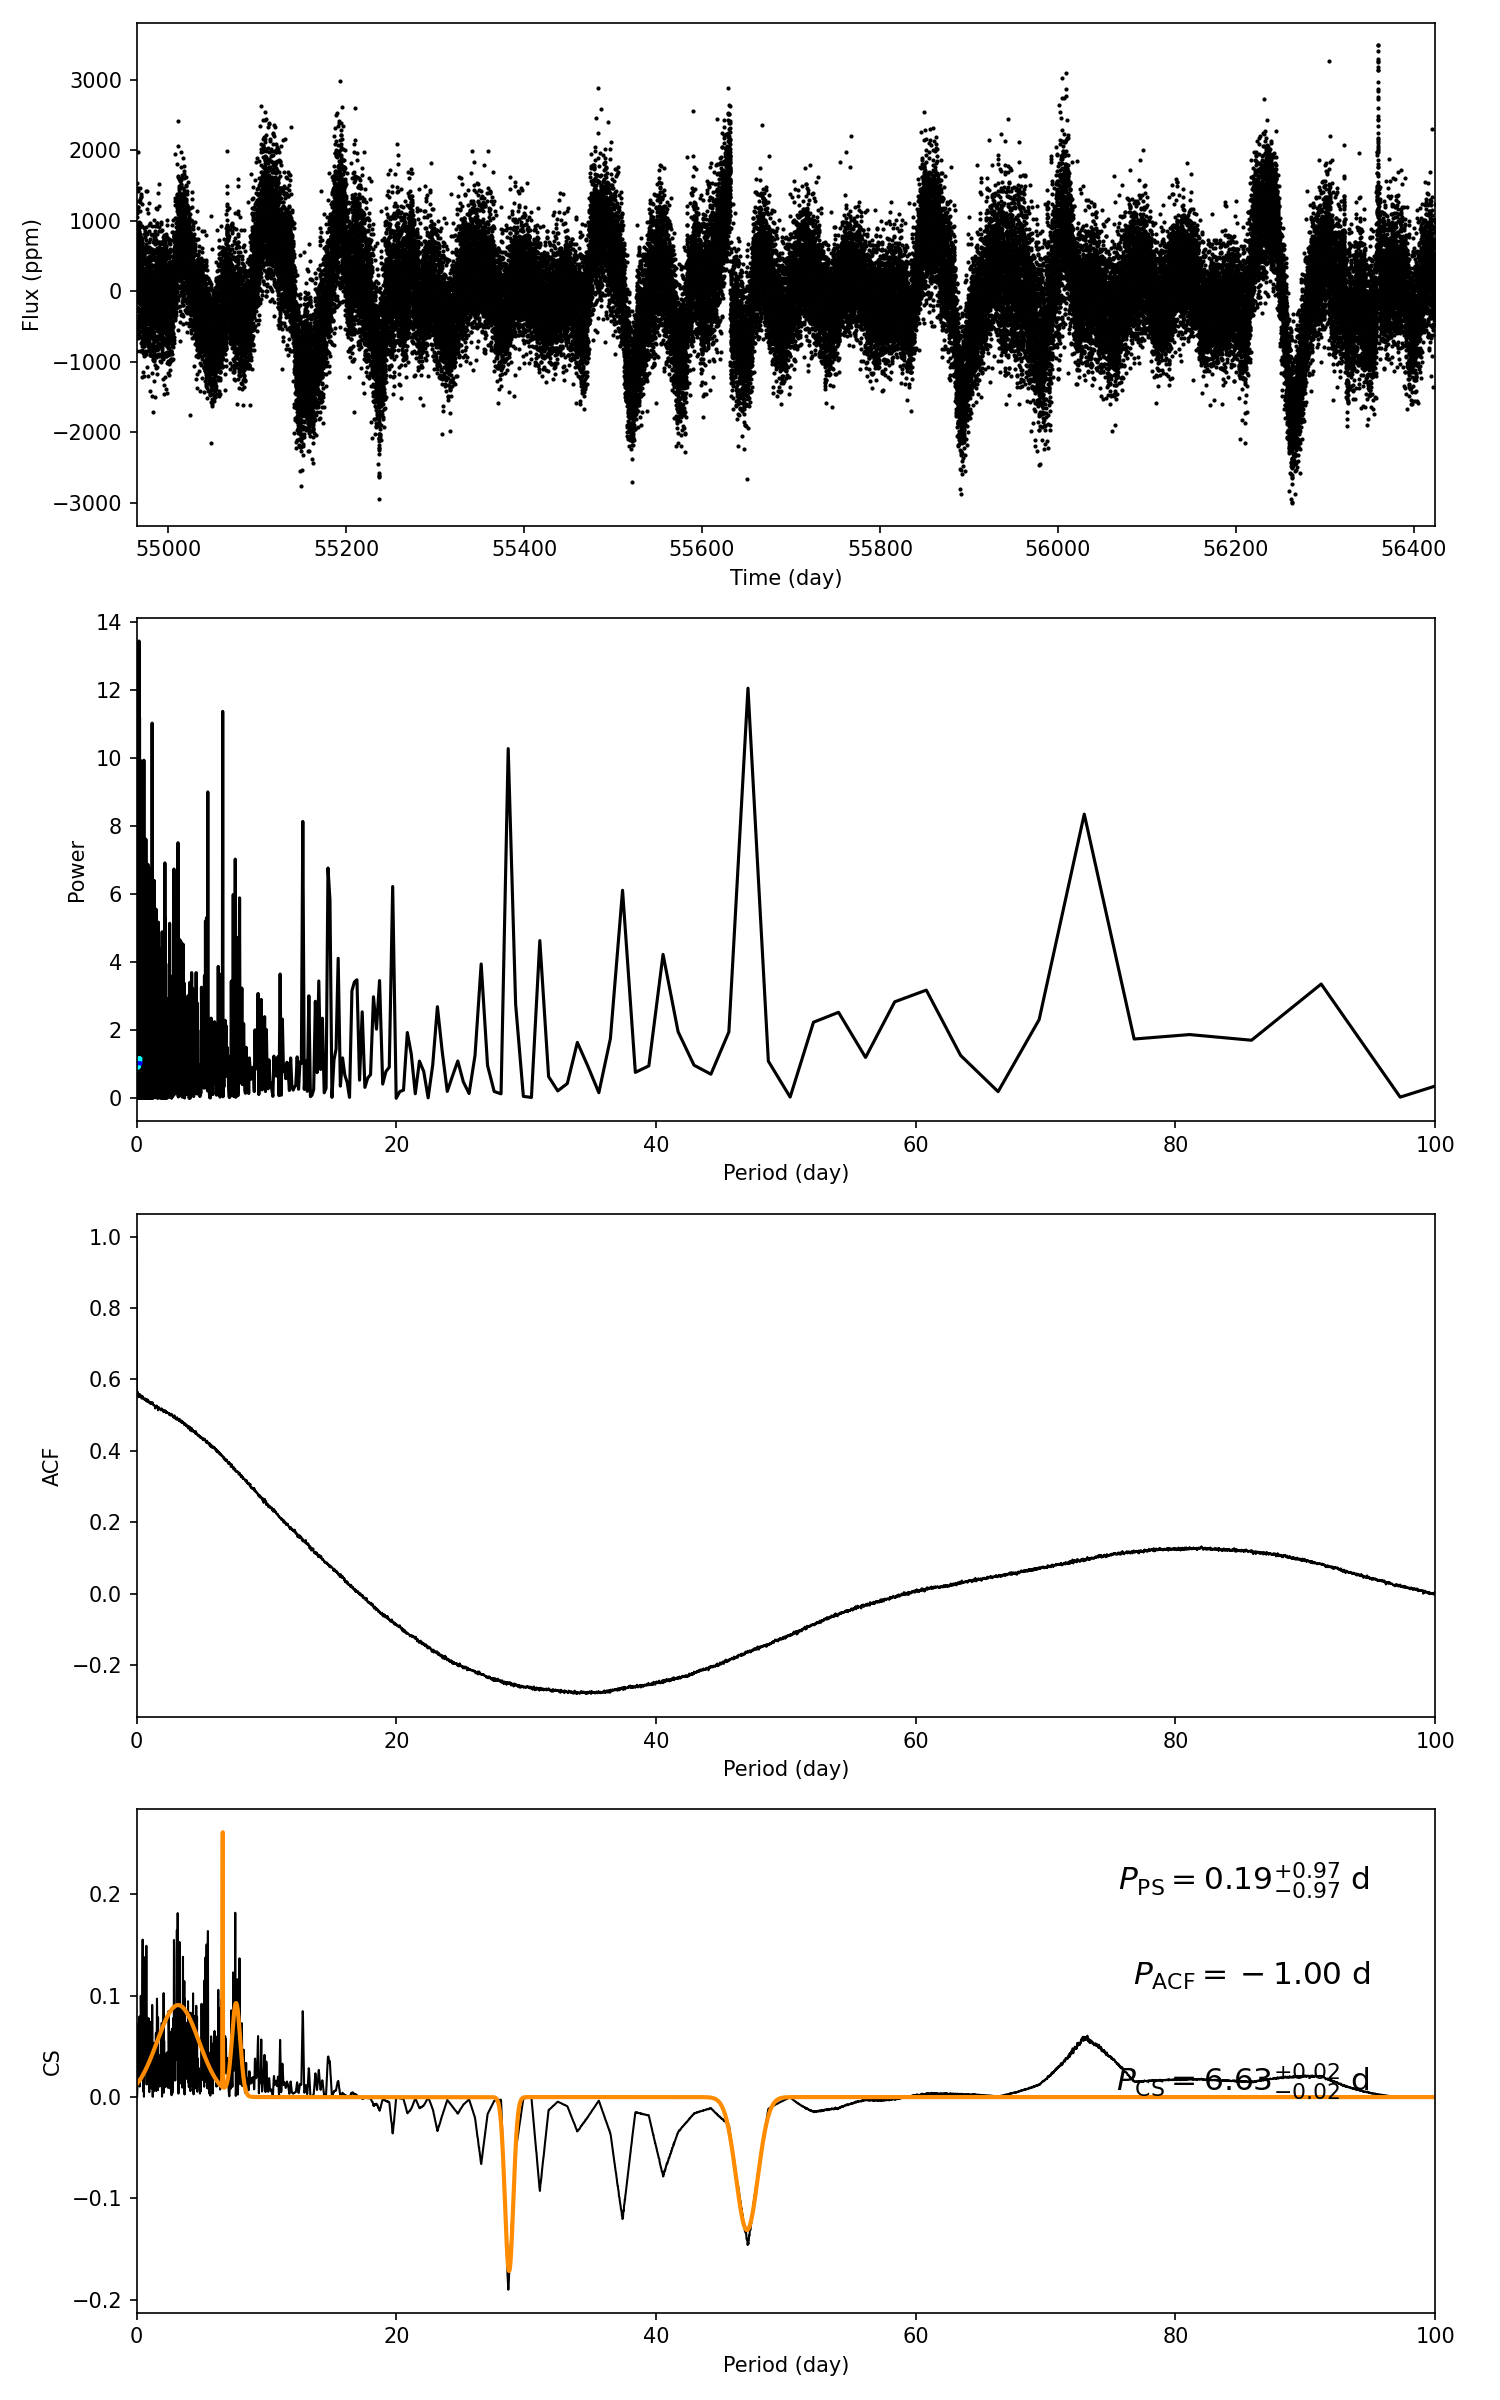 3000
2000
1000
0
−1000
−2000
−3000
Flux (ppm)
55000 55200 55400 55600 55800 56000 56200 56400
Time (day)
14
12
10
8
6
4
2
0
Power
0 20 40 60 80 100
Period (day)
1.0
0.8
0.6
0.4
0.2
0.0
−0.2
ACF
0 20 40 60 80 100
Period (day)
0.2
0.1
0.0
−0.1
−0.2
CS
P_PS = 0.19 +0.97 −0.97 d
P_ACF = −1.00 d
P_CS = 6.63 +0.02 −0.02 d
0 20 40 60 80 100
Period (day)